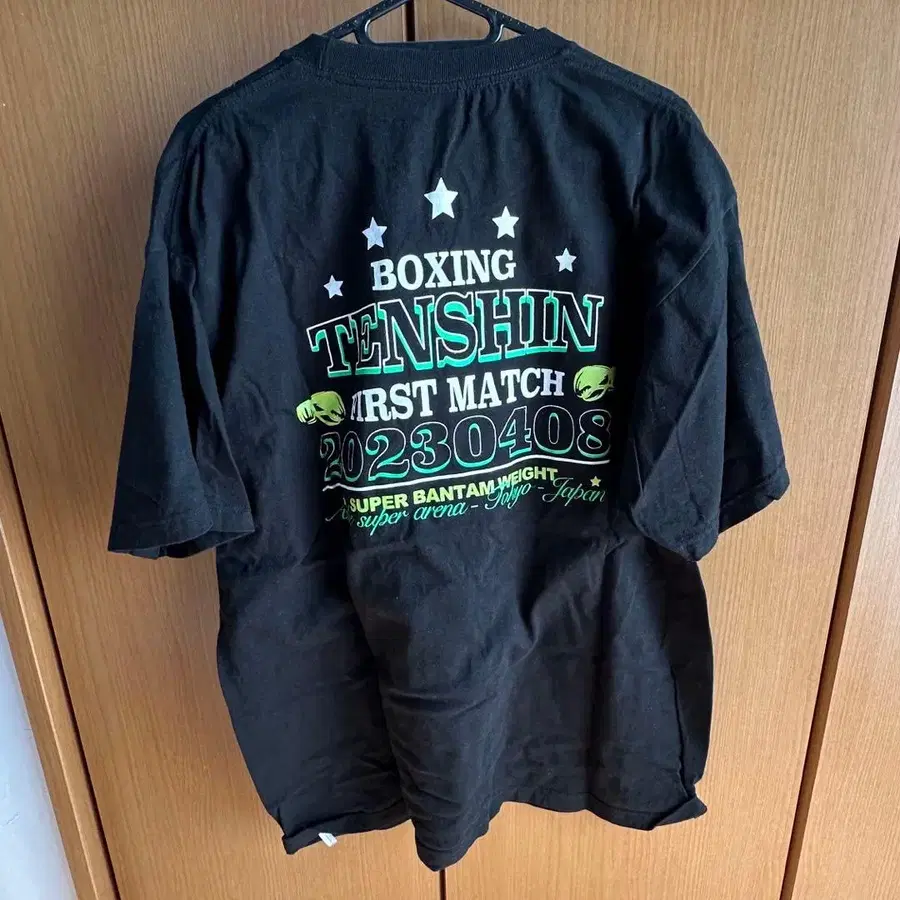 BOXING
TENSHIN
FIRST MATCH
20230408
SUPER BANTAM WEIGHT
super arena - Tokyo - Japan